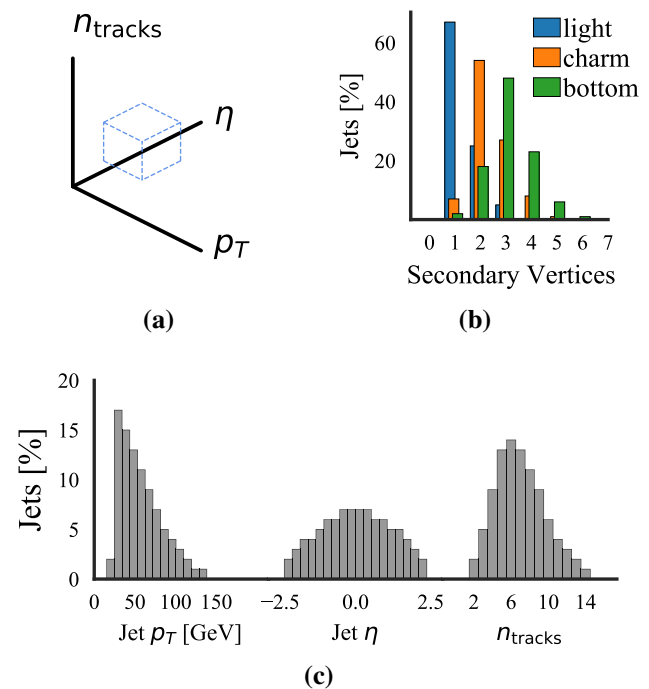 n_tracks
η
p_T
(a)
Jets [%]
60
40
20
light
charm
bottom
0 1 2 3 4 5 6 7
Secondary Vertices
(b)
Jets [%]
20
15
10
5
0
0 50 100 150 −2.5 0.0 2.5 2 6 10 14
Jet p_T [GeV] Jet η n_tracks
(c)